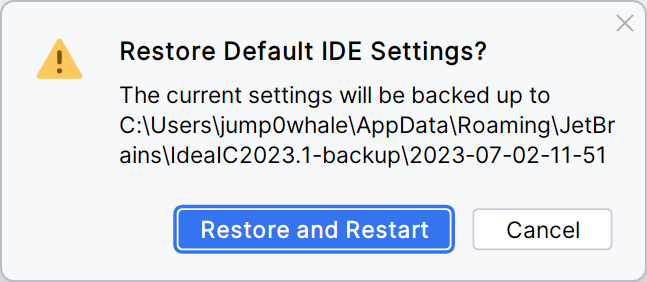 Restore Default IDE Settings?
The current settings will be backed up to
C:\Users\jump0whale\AppData\Roaming\JetBr
ains\IdeaIC2023.1-backup\2023-07-02-11-51
Restore and Restart
Cancel